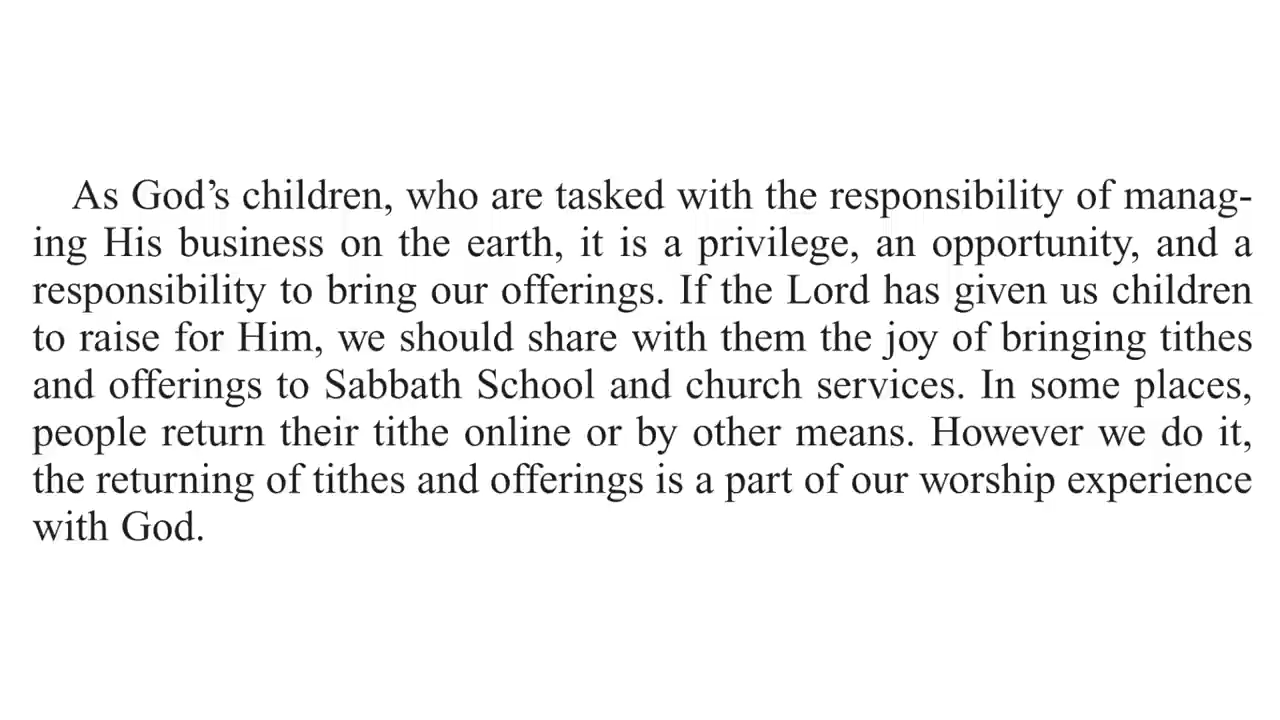 As God’s children, who are tasked with the responsibility of manag-
ing His business on the earth, it is a privilege, an opportunity, and a
responsibility to bring our offerings. If the Lord has given us children
to raise for Him, we should share with them the joy of bringing tithes
and offerings to Sabbath School and church services. In some places,
people return their tithe online or by other means. However we do it,
the returning of tithes and offerings is a part of our worship experience
with God.